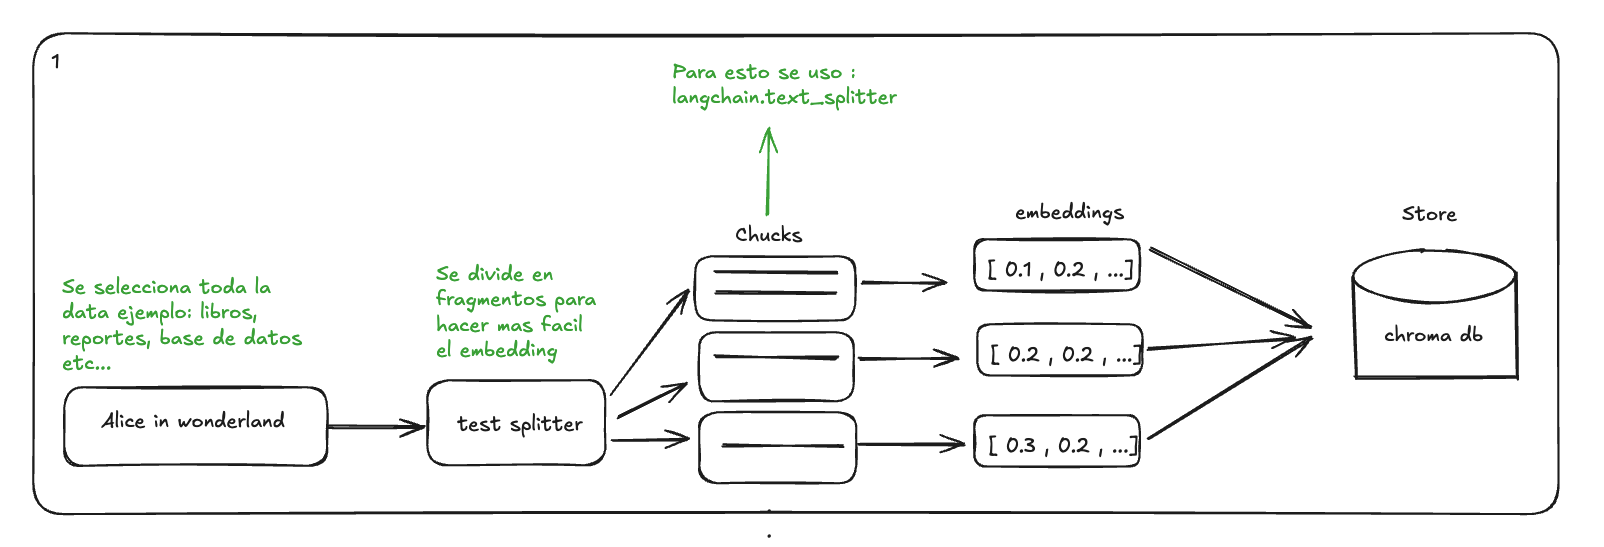 1
Para esto se uso :
langchain.text_splitter
Se selecciona toda la
data ejemplo: libros,
reportes, base de datos
etc...
Alice in wonderland
Se divide en
fragmentos para
hacer mas facil
el embedding
test splitter
Chucks
embeddings
[ 0.1 , 0.2 , ...]
[ 0.2 , 0.2 , ...]
[ 0.3 , 0.2 , ...]
Store
chroma db